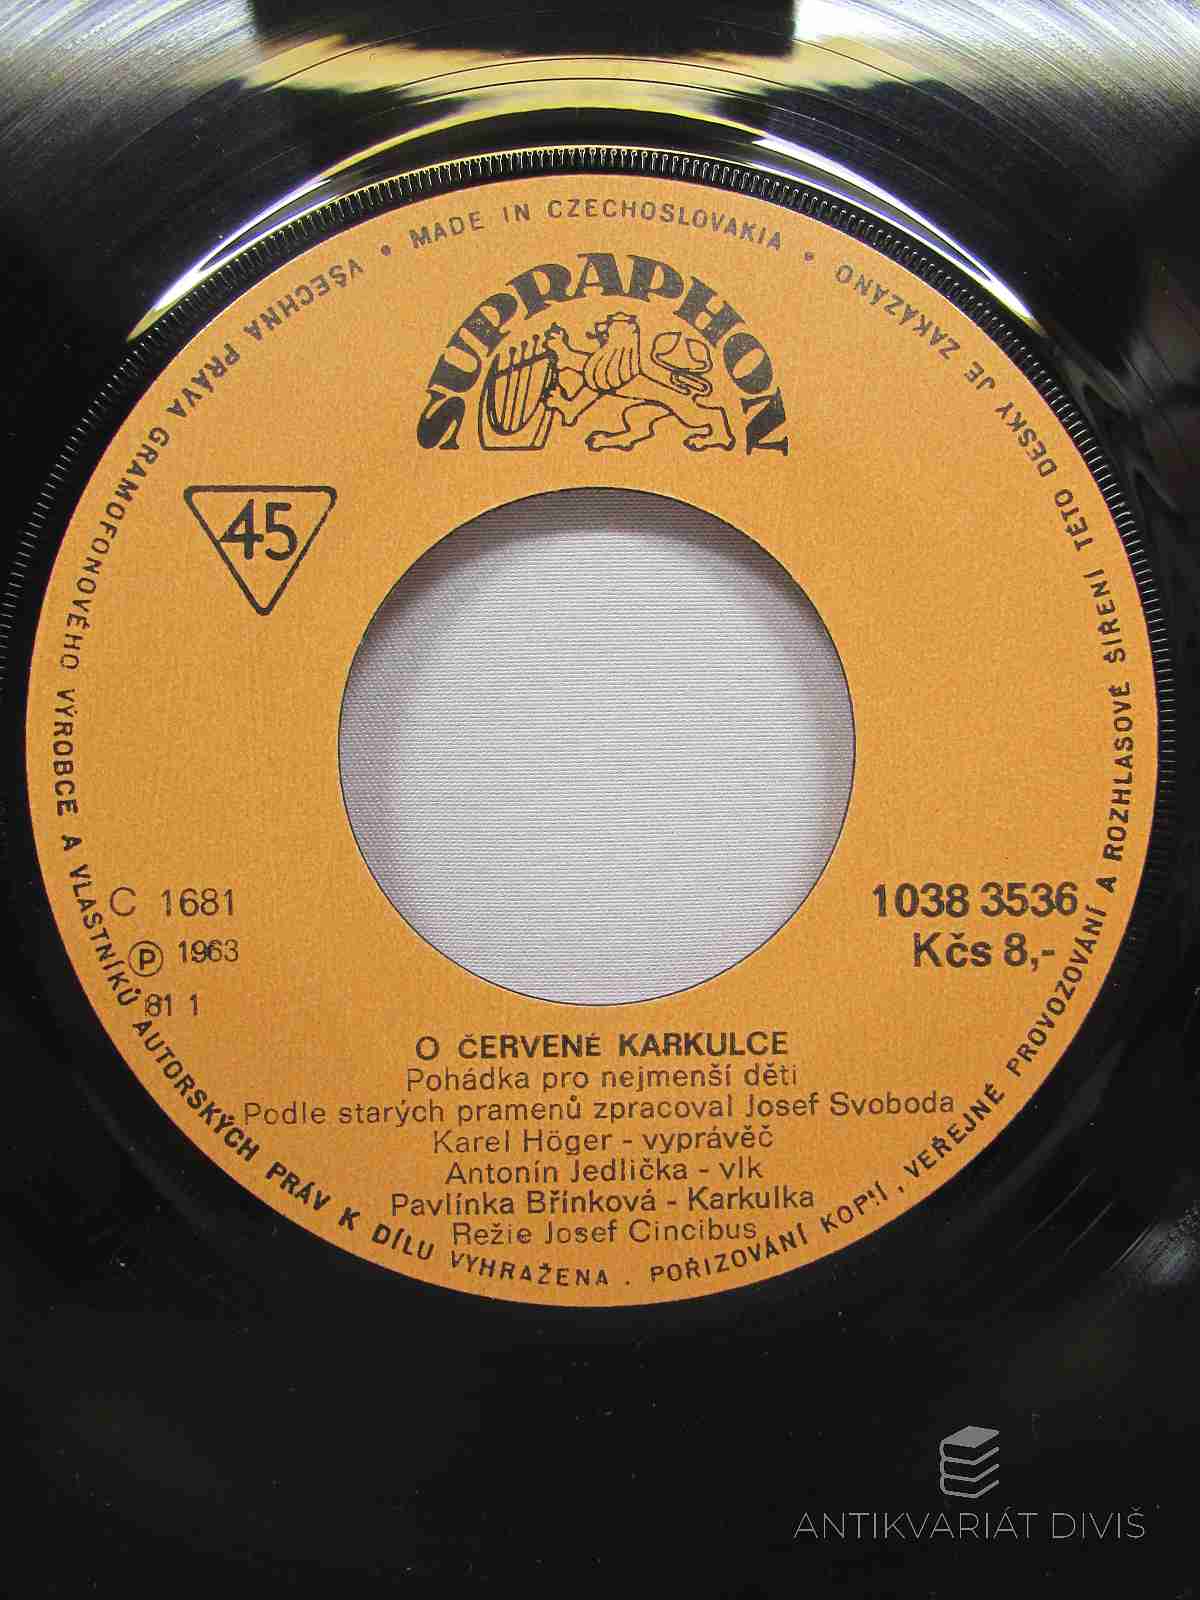 MADE IN CZECHOSLOVAKIA •
VŠECHNA PRÁVA GRAMOFONOVÉHO VÝROBCE A VLASTNÍKŮ AUTORSKÝCH PRÁV K DÍLU VYHRAŽENA . POŘIZOVÁNÍ KOPIÍ , VEŘEJNÉ PROVOZOVÁNÍ A ROZHLASOVÉ ŠÍŘENÍ TÉTO DESKY JE ZAKÁZÁNO •
SUPRAPHON
45
C 1681
Ⓟ 1963
81 1
1038 3536
Kčs 8,-
O ČERVENÉ KARKULCE
Pohádka pro nejmenší děti
Podle starých pramenů zpracoval Josef Svoboda
Karel Höger - vyprávěč
Antonín Jedlička - vlk
Pavlínka Břínková - Karkulka
Režie Josef Cincibus
ANTIKVARIÁT DIVIŠ